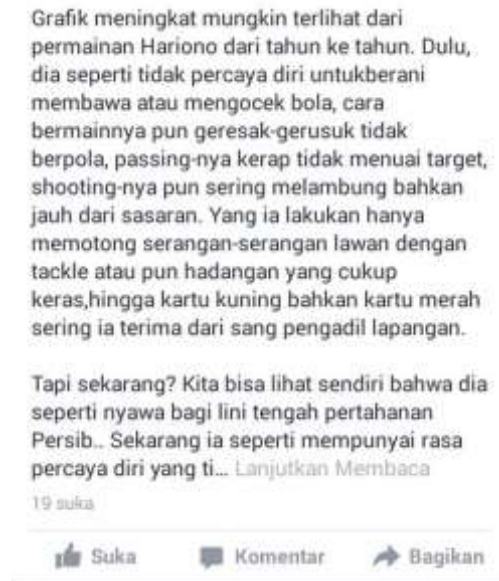 Grafik meningkat mungkin terlihat dari
permainan Hariono dari tahun ke tahun. Dulu,
dia seperti tidak percaya diri untukberani
membawa atau mengocek bola, cara
bermainnya pun geresak-gerusuk tidak
berpola, passing-nya kerap tidak menuai target,
shooting-nya pun sering melambung bahkan
jauh dari sasaran. Yang ia lakukan hanya
memotong serangan-serangan lawan dengan
tackle atau pun hadangan yang cukup
keras,hingga kartu kuning bahkan kartu merah
sering ia terima dari sang pengadil lapangan.
Tapi sekarang? Kita bisa lihat sendiri bahwa dia
seperti nyawa bagi lini tengah pertahanan
Persib.. Sekarang ia seperti mempunyai rasa
percaya diri yang ti... Lanjutkan Membaca
19 suka
Suka Komentar Bagikan